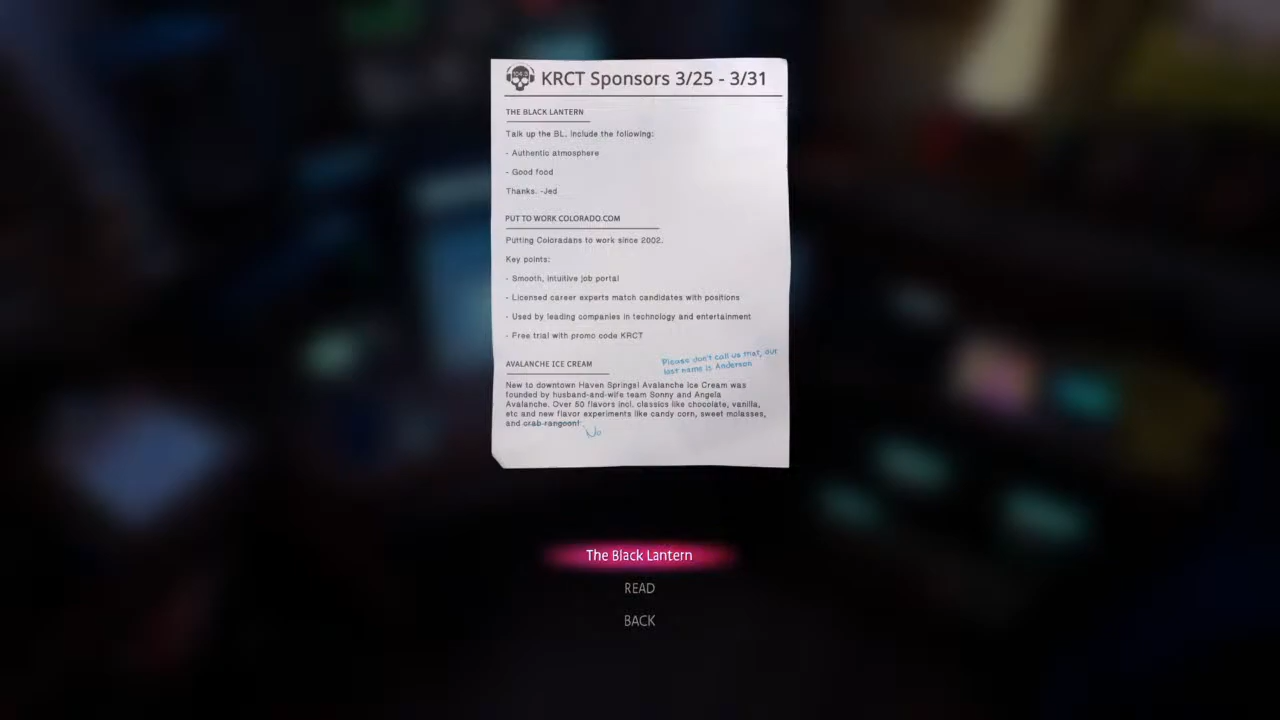 KRCT Sponsors 3/25 - 3/31
THE BLACK LANTERN
Talk up the BL. Include the following:
- Authentic atmosphere
- Good food
Thanks. -Jed
PUT TO WORK COLORADO.COM
Putting Coloradans to work since 2002.
Key points:
- Smooth, intuitive job portal
- Licensed career experts match candidates with positions
- Used by leading companies in technology and entertainment
- Free trial with promo code KRCT
Please don't call us that, our
last name is Anderson
AVALANCHE ICE CREAM
New to downtown Haven Springs! Avalanche Ice Cream was
founded by husband-and-wife team Sonny and Angela
Avalanche. Over 50 flavors incl. classics like chocolate, vanilla,
etc and new flavor experiments like candy corn, sweet molasses,
and crab rangoon!
No
The Black Lantern
READ
BACK